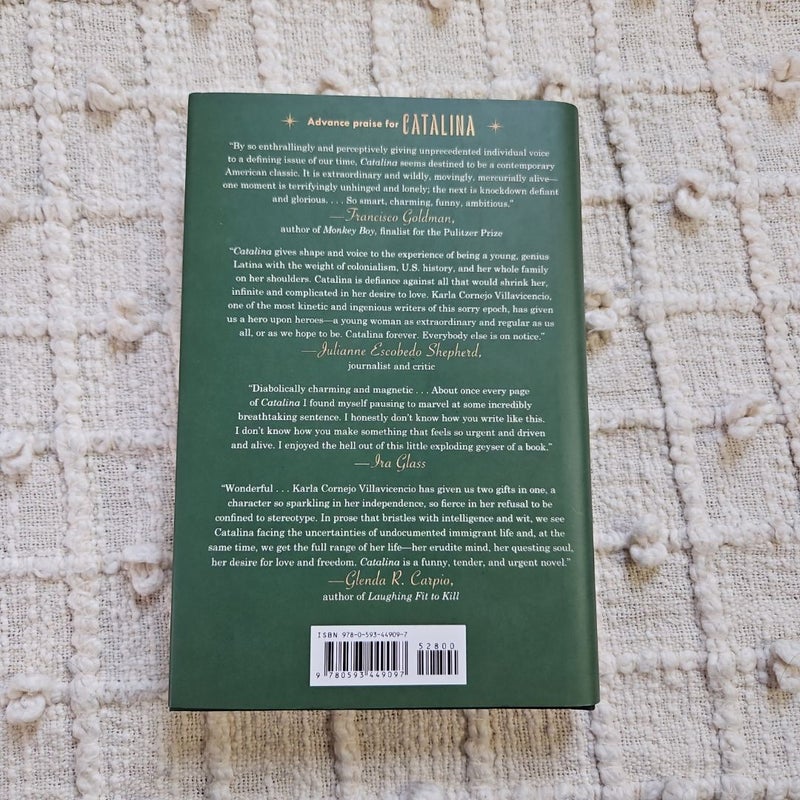 Advance praise for CATALINA
“By so enthrallingly and perceptively giving unprecedented individual voice
to a defining issue of our time, Catalina seems destined to be a contemporary
American classic. It is extraordinary and wildly, movingly, mercurially alive—
one moment is terrifyingly unhinged and lonely; the next is knockdown defiant
and glorious. . . . So smart, charming, funny, ambitious.”
—Francisco Goldman,
author of Monkey Boy, finalist for the Pulitzer Prize
“Catalina gives shape and voice to the experience of being a young, genius
Latina with the weight of colonialism, U.S. history, and her whole family
on her shoulders. Catalina is defiance against all that would shrink her,
infinite and complicated in her desire to love. Karla Cornejo Villavicencio,
one of the most kinetic and ingenious writers of this sorry epoch, has given
us a hero upon heroes—a young woman as extraordinary and regular as us
all, or as we hope to be. Catalina forever. Everybody else is on notice.”
—Julianne Escobedo Shepherd,
journalist and critic
“Diabolically charming and magnetic . . . About once every page
of Catalina I found myself pausing to marvel at some incredibly
breathtaking sentence. I honestly don’t know how you write like this.
I don’t know how you make something that feels so urgent and driven
and alive. I enjoyed the hell out of this little exploding geyser of a book.”
—Ira Glass
“Wonderful . . . Karla Cornejo Villavicencio has given us two gifts in one, a
character so sparkling in her independence, so fierce in her refusal to be
confined to stereotype. In prose that bristles with intelligence and wit, we see
Catalina facing the uncertainties of undocumented immigrant life and, at the
same time, we get the full range of her life—her erudite mind, her questing soul,
her desire for love and freedom. Catalina is a funny, tender, and urgent novel.”
—Glenda R. Carpio,
author of Laughing Fit to Kill
ISBN 978-0-593-44909-7
52800
9 780593 449097